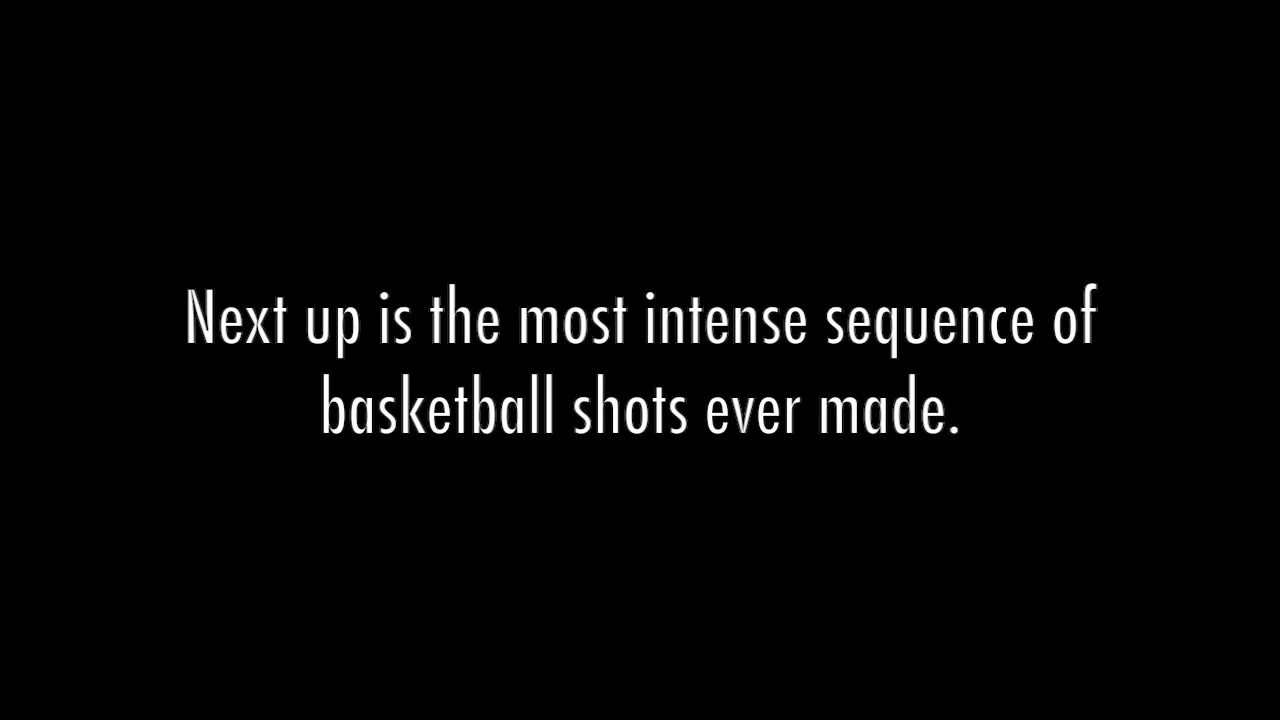 Next up is the most intense sequence of
basketball shots ever made.